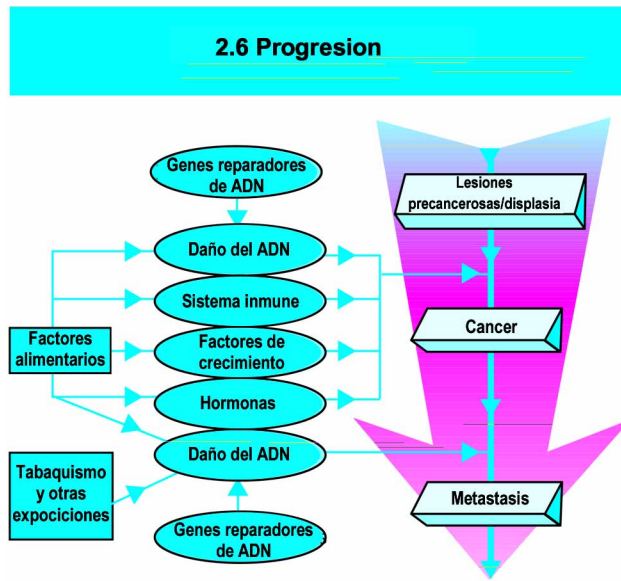 2.6 Progresion
Genes reparadores
de ADN
Lesiones
precancerosas/displasia
Daño del ADN
Sistema inmune
Factores
alimentarios
Factores de
crecimiento
Cancer
Hormonas
Daño del ADN
Tabaquismo
y otras
expociciones
Metastasis
Genes reparadores
de ADN